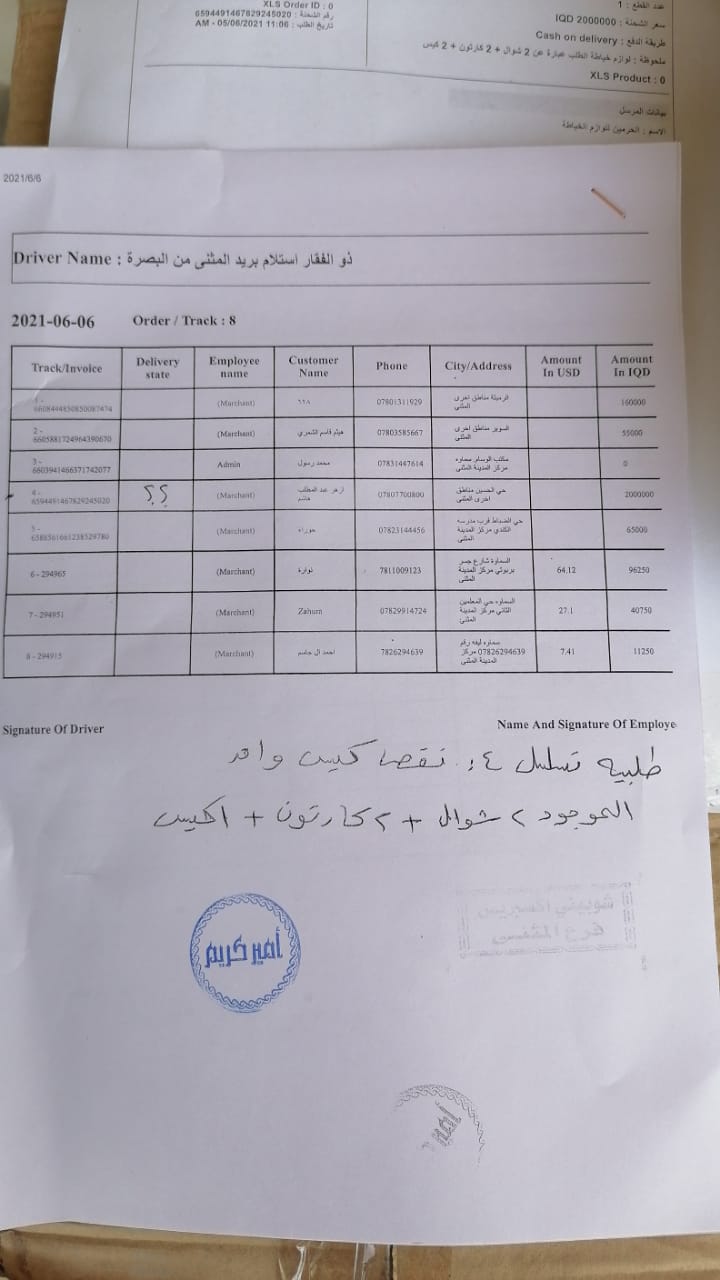 XLS Order ID : 0
رقم الشحنة : 6594491467829245020
تاريخ الطلب : 11:06 05/06/2021 - AM
عدد القطع : 1
سعر الشحنة : IQD 2000000
طريقة الدفع : Cash on delivery
ملحوظة : لوازم خياطة الطلب عبارة عن 2 شوال + 2 كارتون + 2 كيس
XLS Product : 0
بيانات المرسل
الاسم : الحرمين للوازم الخياطة
2021/6/6
Driver Name : ذو الفقار استلام بريد المثنى من البصرة
2021-06-06 Order / Track : 8
Track/Invoice Delivery state Employee name Customer Name Phone City/Address Amount In USD Amount In IQD
1 - 6608444850850087474 (Marchant) ٦٦٨ 07801311929 الرميثة مناطق اخرى المثنى 160000
2 - 6605881724964390670 (Marchant) هيثم قاسم الشمري 07803585667 السوير مناطق اخرى المثنى 55000
3 - 6603941466371742077 Admin محمد رسول 07831447614 مكتب الوسام سماوه مركز المدينة المثنى 0
4 - 6594491467829245020 ؟؟ (Marchant) ازهر عبد المطلب هاشم 07807700800 حي الحسين مناطق اخرى المثنى 2000000
5 - 6586561661238529780 (Marchant) حوراء 07823144456 حي الضباط قرب مدرسه الكندي مركز المدينة المثنى 65000
6 - 294965 (Marchant) نوارة 7811009123 السماوة شارع جسر بربوتي مركز المدينة المثنى 64.12 96250
7 - 294951 (Marchant) Zahum 07829914724 السماوه حي المعلمين الثاني مركز المدينة المثنى 27.1 40750
8 - 294915 (Marchant) احمد ال جاسم 7826294639 سماوه ليفه رقم 07826294639 مركز المدينة المثنى 7.41 11250
Signature Of Driver Name And Signature Of Employe
طلبيه تسلسل ٤ : نقصا كيس واحد
الموجود ٢ شوال + ٢ كارتون + ١ كيس
أمير كريم
شوبيني اكسبريس
فرع المثنى